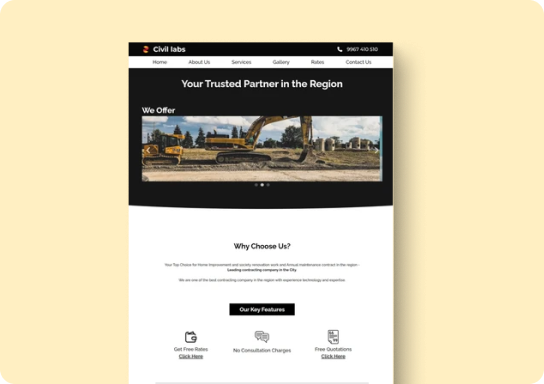 Civil labs
9967 410 510
Home
About Us
Services
Gallery
Rates
Contact Us
Your Trusted Partner in the Region
We Offer
Why Choose Us?
Your Top Choice for Home Improvement and society renovation work and Annual maintenance contract in the region -
Leading contracting company in the City.
We are one of the best contracting company in the region with experience technology and expertise
Our Key Features
Get Free Rates
Click Here
No Consultation Charges
Free Quotations
Click Here